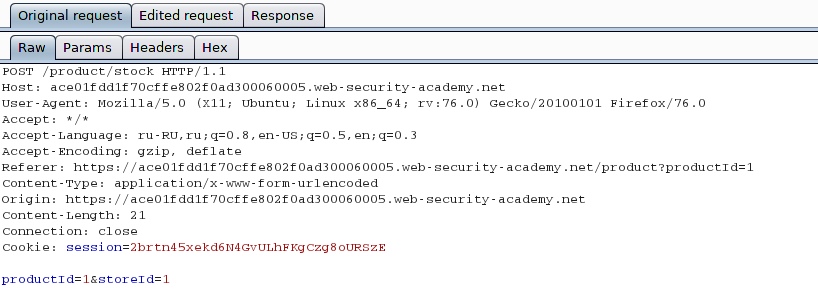 Original request Edited request Response
Raw Params Headers Hex
POST /product/stock HTTP/1.1
Host: ace01fdd1f70cffe802f0ad300060005.web-security-academy.net
User-Agent: Mozilla/5.0 (X11; Ubuntu; Linux x86_64; rv:76.0) Gecko/20100101 Firefox/76.0
Accept: */*
Accept-Language: ru-RU,ru;q=0.8,en-US;q=0.5,en;q=0.3
Accept-Encoding: gzip, deflate
Referer: https://ace01fdd1f70cffe802f0ad300060005.web-security-academy.net/product?productId=1
Content-Type: application/x-www-form-urlencoded
Origin: https://ace01fdd1f70cffe802f0ad300060005.web-security-academy.net
Content-Length: 21
Connection: close
Cookie: session=2brtn45xekd6N4GvULhFKgCzg8oURSzE
productId=1&storeId=1